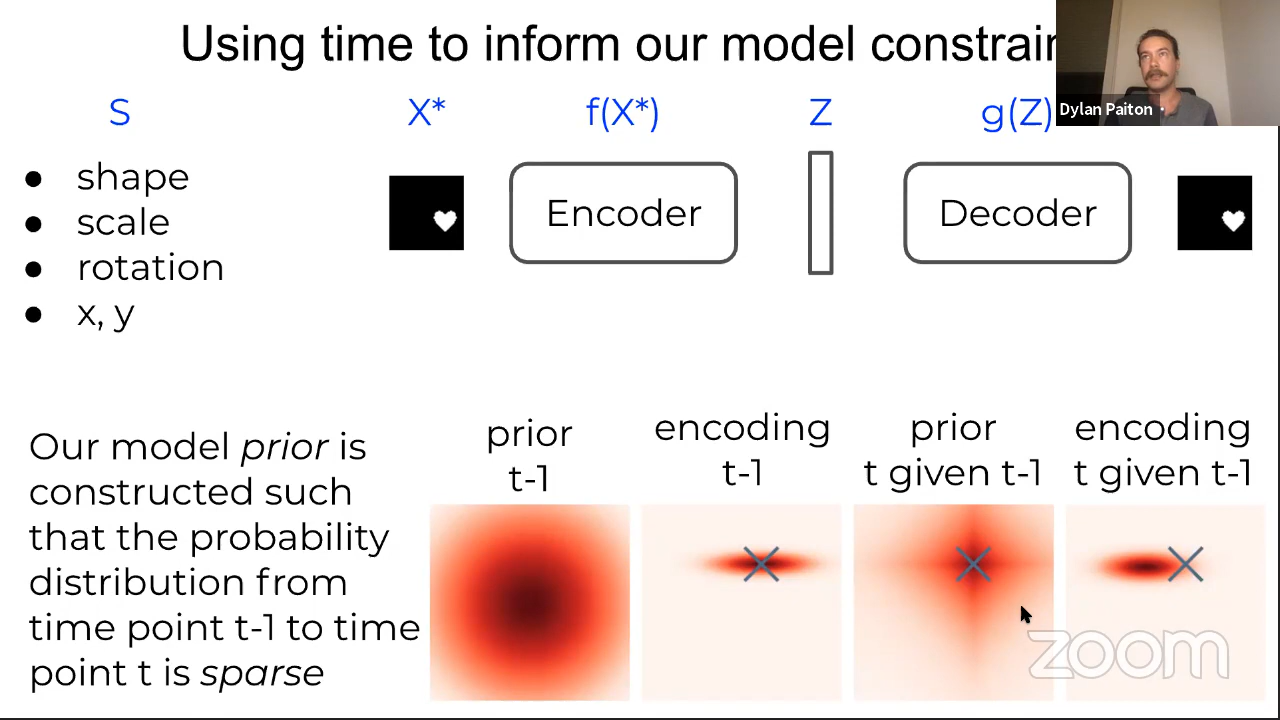 Using time to inform our model constrain
S X* f(X*) Z g(Z)
Dylan Paiton
● shape
● scale
● rotation
● x, y
Encoder
Decoder
Our model prior is
constructed such
that the probability
distribution from
time point t-1 to time
point t is sparse
prior
t-1
encoding
t-1
prior
t given t-1
encoding
t given t-1
zoom